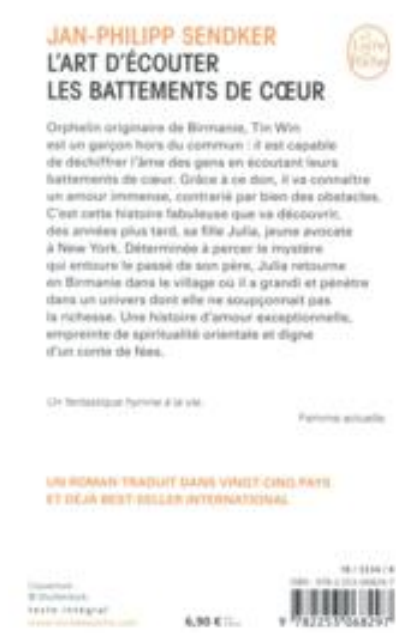 JAN-PHILIPP SENDKER
Le Livre de Poche
L'ART D'ÉCOUTER
LES BATTEMENTS DE CŒUR
Orphelin originaire de Birmanie, Tin Win
est un garçon hors du commun : il est capable
de déchiffrer l'âme des gens en écoutant leurs
battements de cœur. Grâce à ce don, il va connaître
un amour immense, contrarié par bien des obstacles.
C'est cette histoire fabuleuse que va découvrir,
des années plus tard, sa fille Julia, jeune avocate
à New York. Déterminée à percer le mystère
qui entoure le passé de son père, Julia retourne
en Birmanie dans le village où il a grandi et pénètre
dans un univers dont elle ne soupçonnait pas
la richesse. Une histoire d'amour exceptionnelle,
empreinte de spiritualité orientale et digne
d'un conte de fées.
Un fantastique hymne à la vie.
Femme actuelle.
UN ROMAN TRADUIT DANS VINGT-CINQ PAYS
ET DÉJÀ BEST-SELLER INTERNATIONAL.
Couverture :
texte intégral
6,90 €
9 782253 068297